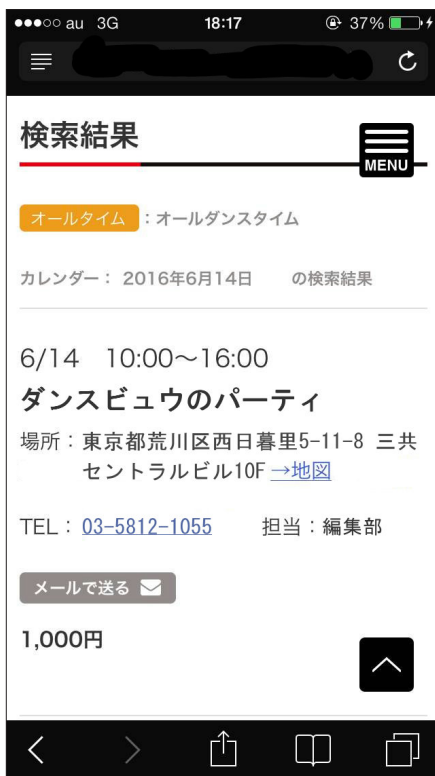 au 3G 18:17 37%
検索結果
MENU
オールタイム：オールダンスタイム
カレンダー： 2016年6月14日 の検索結果
6/14 10:00～16:00
ダンスビュウのパーティ
場所：東京都荒川区西日暮里5-11-8 三共
セントラルビル10F →地図
TEL： 03-5812-1055 担当：編集部
メールで送る
1,000円